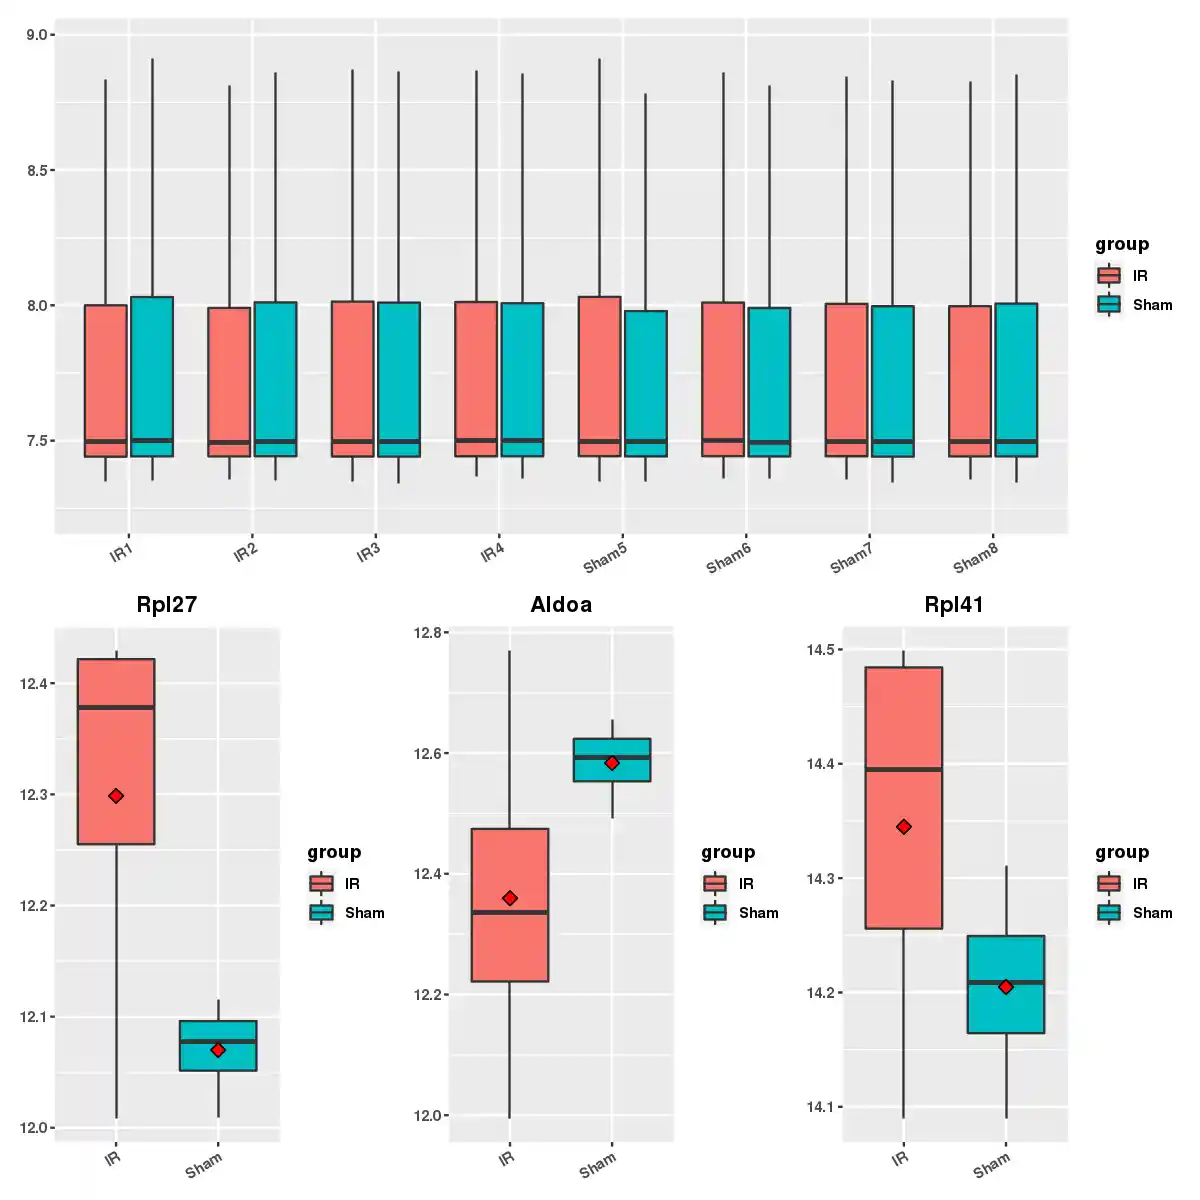 9.0
8.5
8.0
7.5
IR1 IR2 IR3 IR4 Sham5 Sham6 Sham7 Sham8
group
IR
Sham
Rpl27
12.4
12.3
12.2
12.1
12.0
IR Sham
group
IR
Sham
Aldoa
12.8
12.6
12.4
12.2
12.0
IR Sham
group
IR
Sham
Rpl41
14.5
14.4
14.3
14.2
14.1
IR Sham
group
IR
Sham